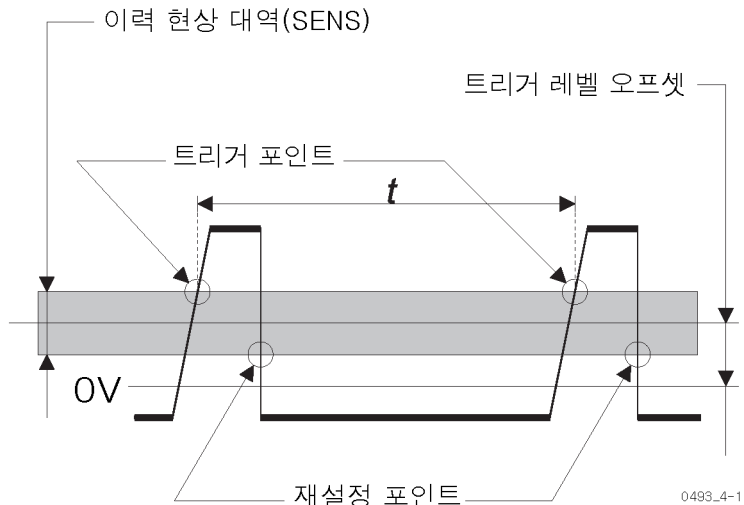 이력 현상 대역(SENS)
트리거 레벨 오프셋
트리거 포인트
t
0V
재설정 포인트
0493_4-1